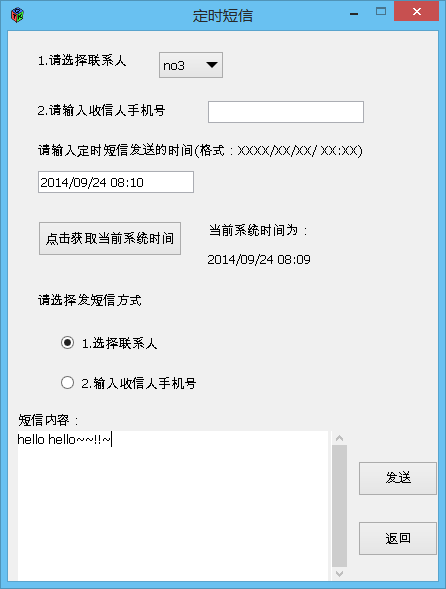 定时短信
1.请选择联系人
no3
2.请输入收信人手机号
请输入定时短信发送的时间(格式：XXXX/XX/XX/ XX:XX)
2014/09/24 08:10
点击获取当前系统时间
当前系统时间为：
2014/09/24 08:09
请选择发短信方式
1.选择联系人
2.输入收信人手机号
短信内容：
hello hello~~!!~
发送
返回